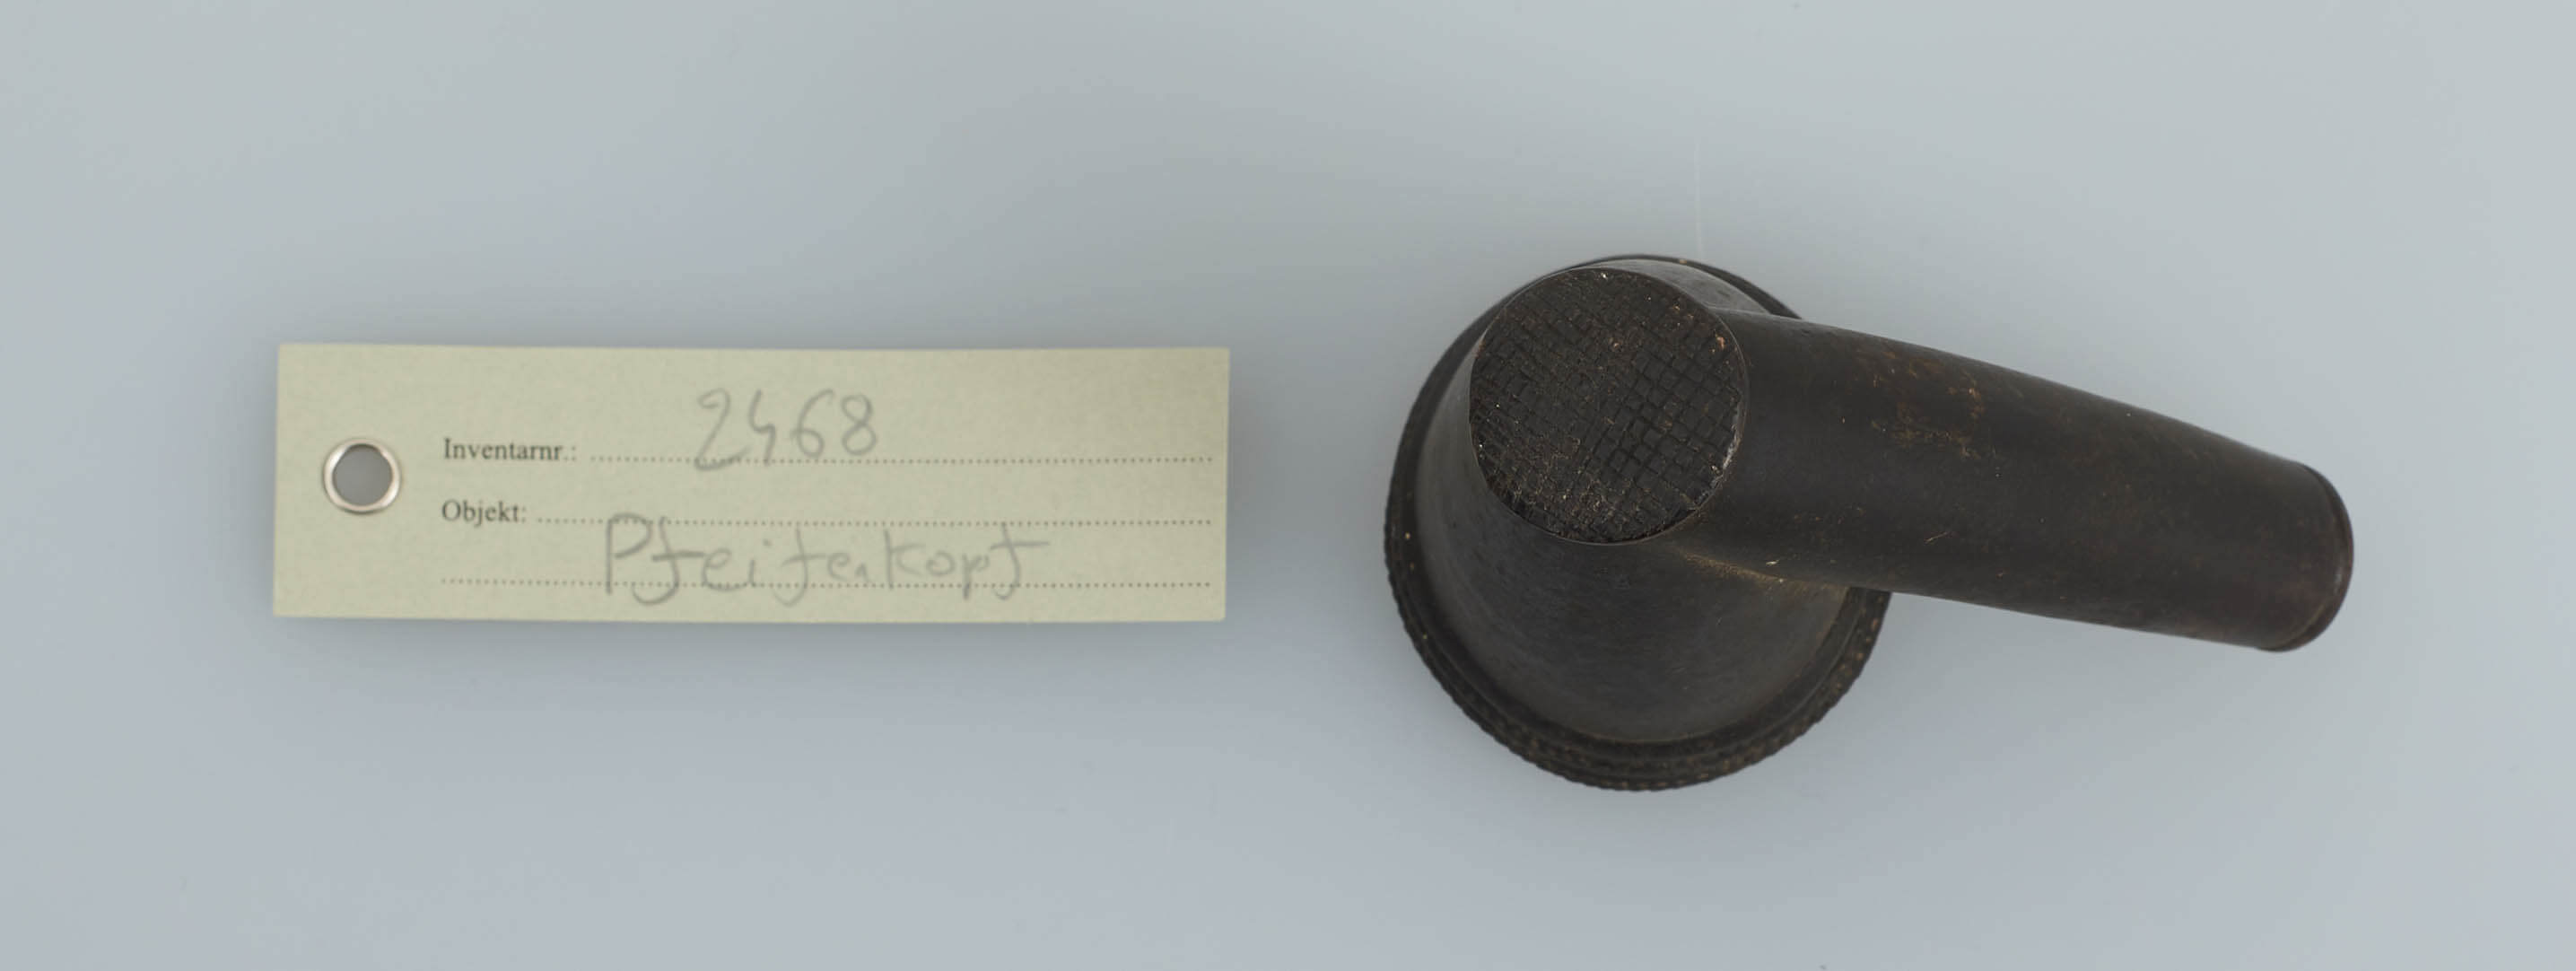 Inventarnr.: 2468
Objekt:
Pfeifenkopf